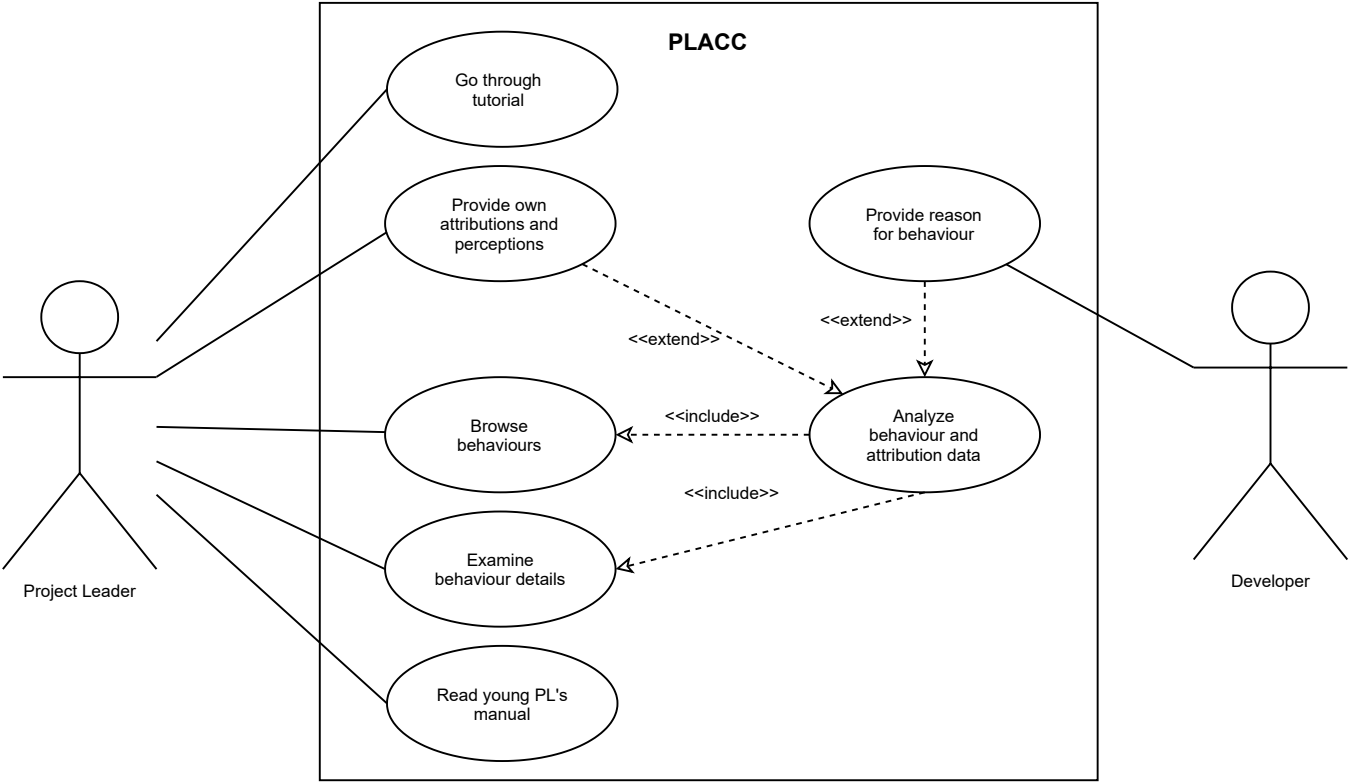 PLACC
Go through
tutorial
Provide own
attributions and
perceptions
Provide reason
for behaviour
<<extend>>
<<extend>>
Browse
behaviours
<<include>>
Analyze
behaviour and
attribution data
<<include>>
Examine
behaviour details
Project Leader
Developer
Read young PL's
manual